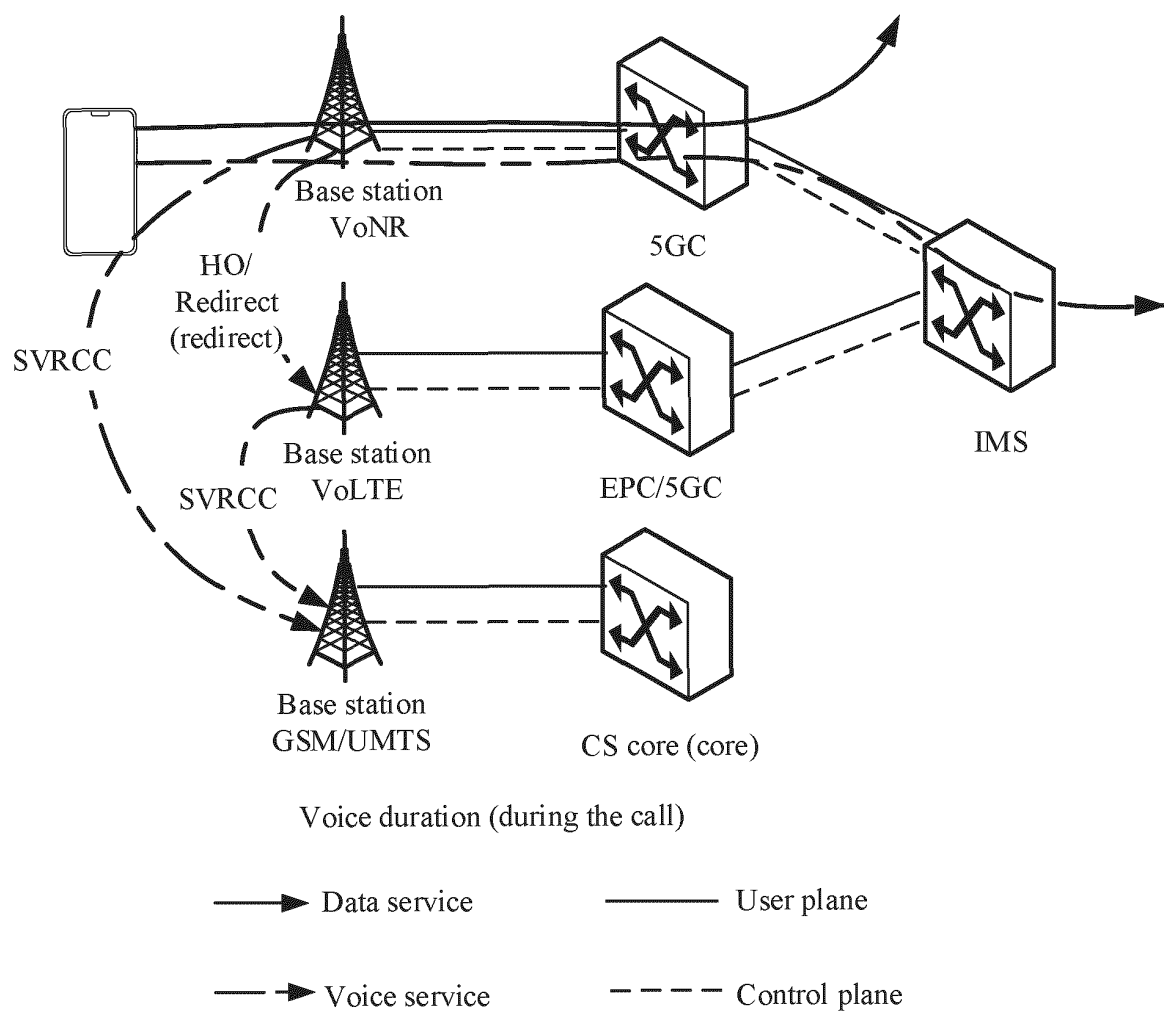 Base station
VoNR
5GC
HO/
Redirect
(redirect)
SVRCC
IMS
Base station
VoLTE
EPC/5GC
SVRCC
Base station
GSM/UMTS
CS core (core)
Voice duration (during the call)
Data service
User plane
Voice service
Control plane